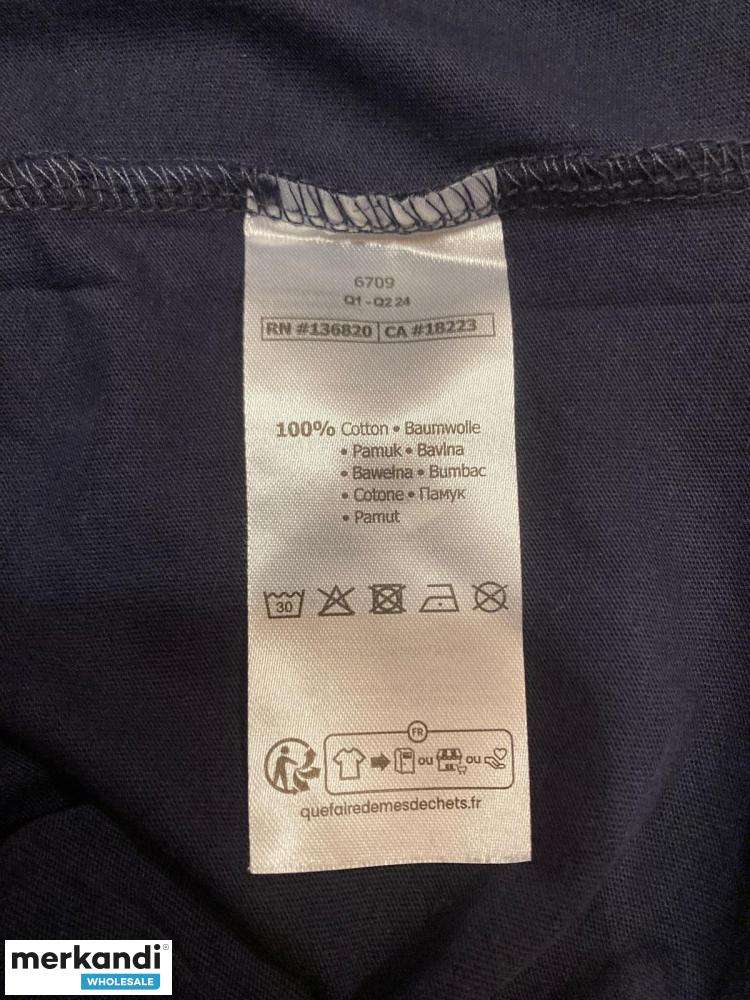 6709
Q1 - Q2 24
RN #136820 CA #18223
100% Cotton • Baumwolle
• Pamuk • Bavlna
• Bawełna • Bumbac
• Cotone • Памук
• Pamut
30
FR
ou ou
quefairedemesdechets.fr
merkandi®
WHOLESALE